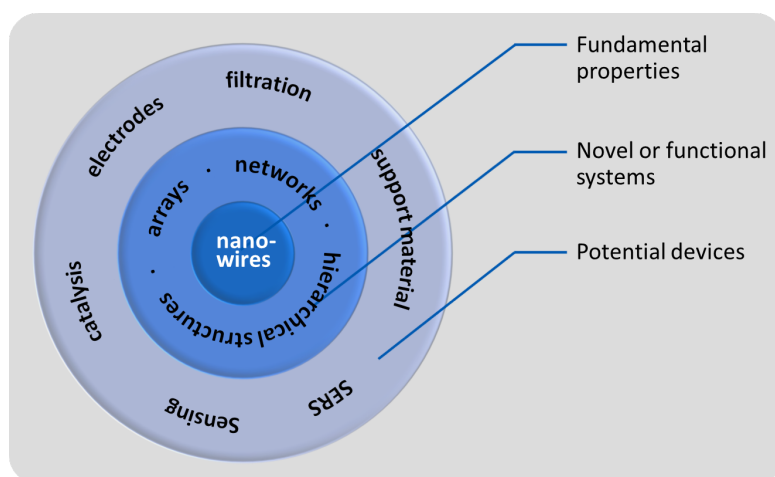 filtration
electrodes
support material
catalysis
Sensing
SERS
arrays · networks · hierarchical structures ·
nano-
wires
Fundamental
properties
Novel or functional
systems
Potential devices